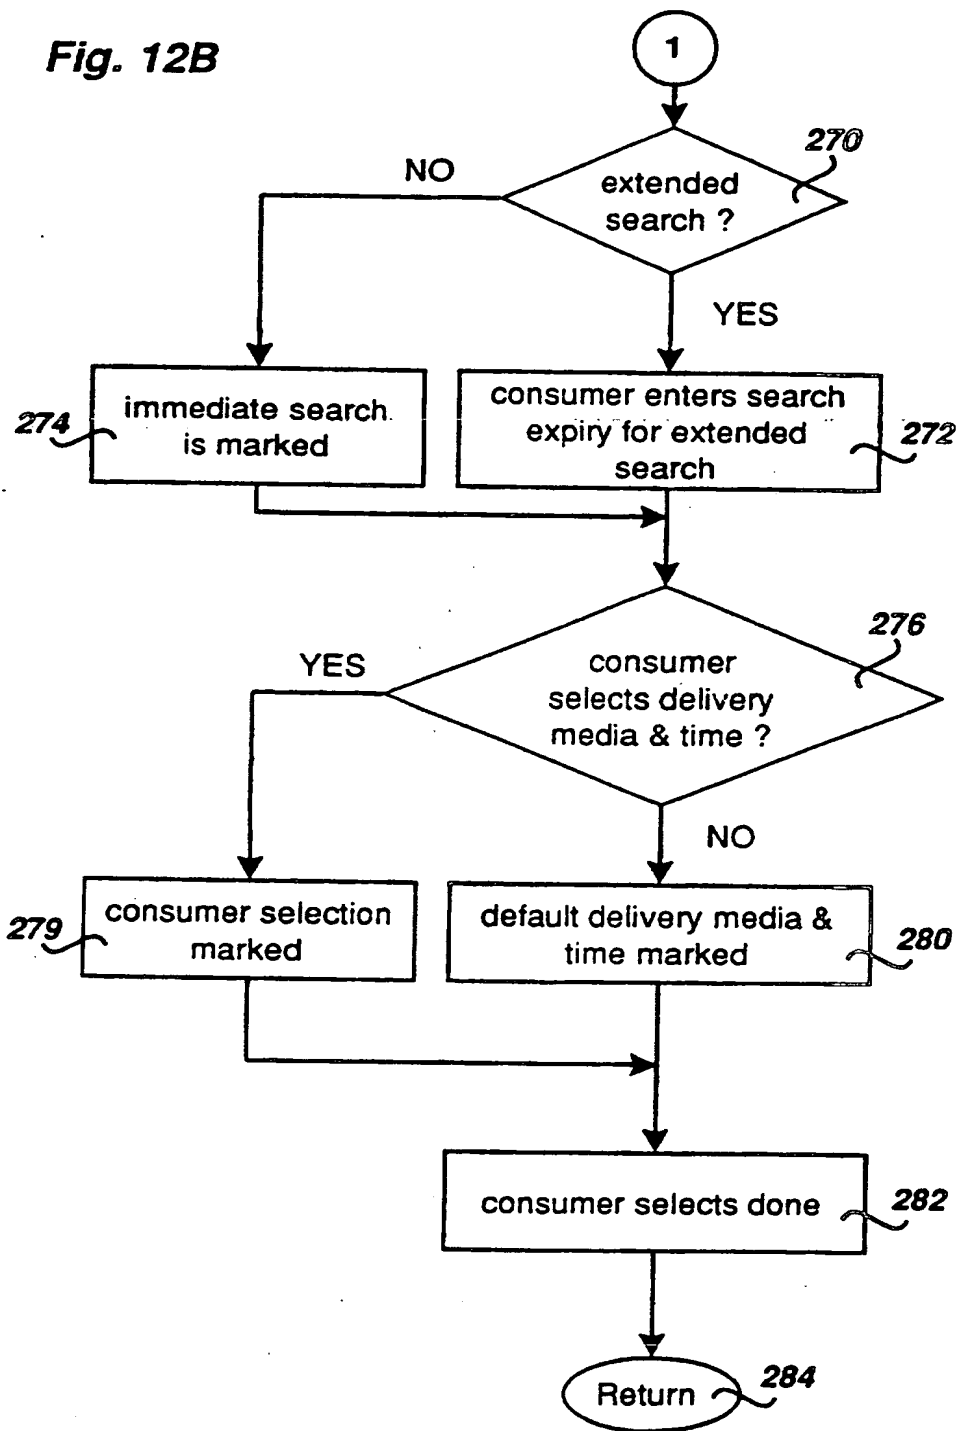 Fig. 12B
1
270
NO
extended
search ?
YES
274
immediate search
is marked
consumer enters search
expiry for extended
search
272
276
YES
consumer
selects delivery
media & time ?
NO
279
consumer selection
marked
default delivery media &
time marked
280
consumer selects done
282
Return
284